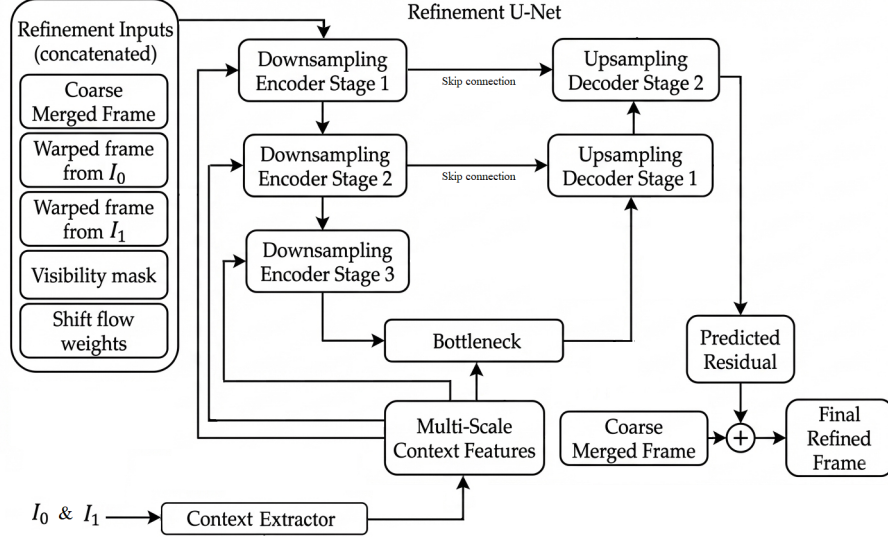 Refinement U-Net
Refinement Inputs
(concatenated)
Coarse
Merged Frame
Warped frame
from I₀
Warped frame
from I₁
Visibility mask
Shift flow
weights
Downsampling
Encoder Stage 1
Skip connection
Upsampling
Decoder Stage 2
Downsampling
Encoder Stage 2
Skip connection
Upsampling
Decoder Stage 1
Downsampling
Encoder Stage 3
Bottleneck
Predicted
Residual
Multi-Scale
Context Features
Coarse
Merged Frame
+
Final
Refined
Frame
I₀ & I₁
Context Extractor